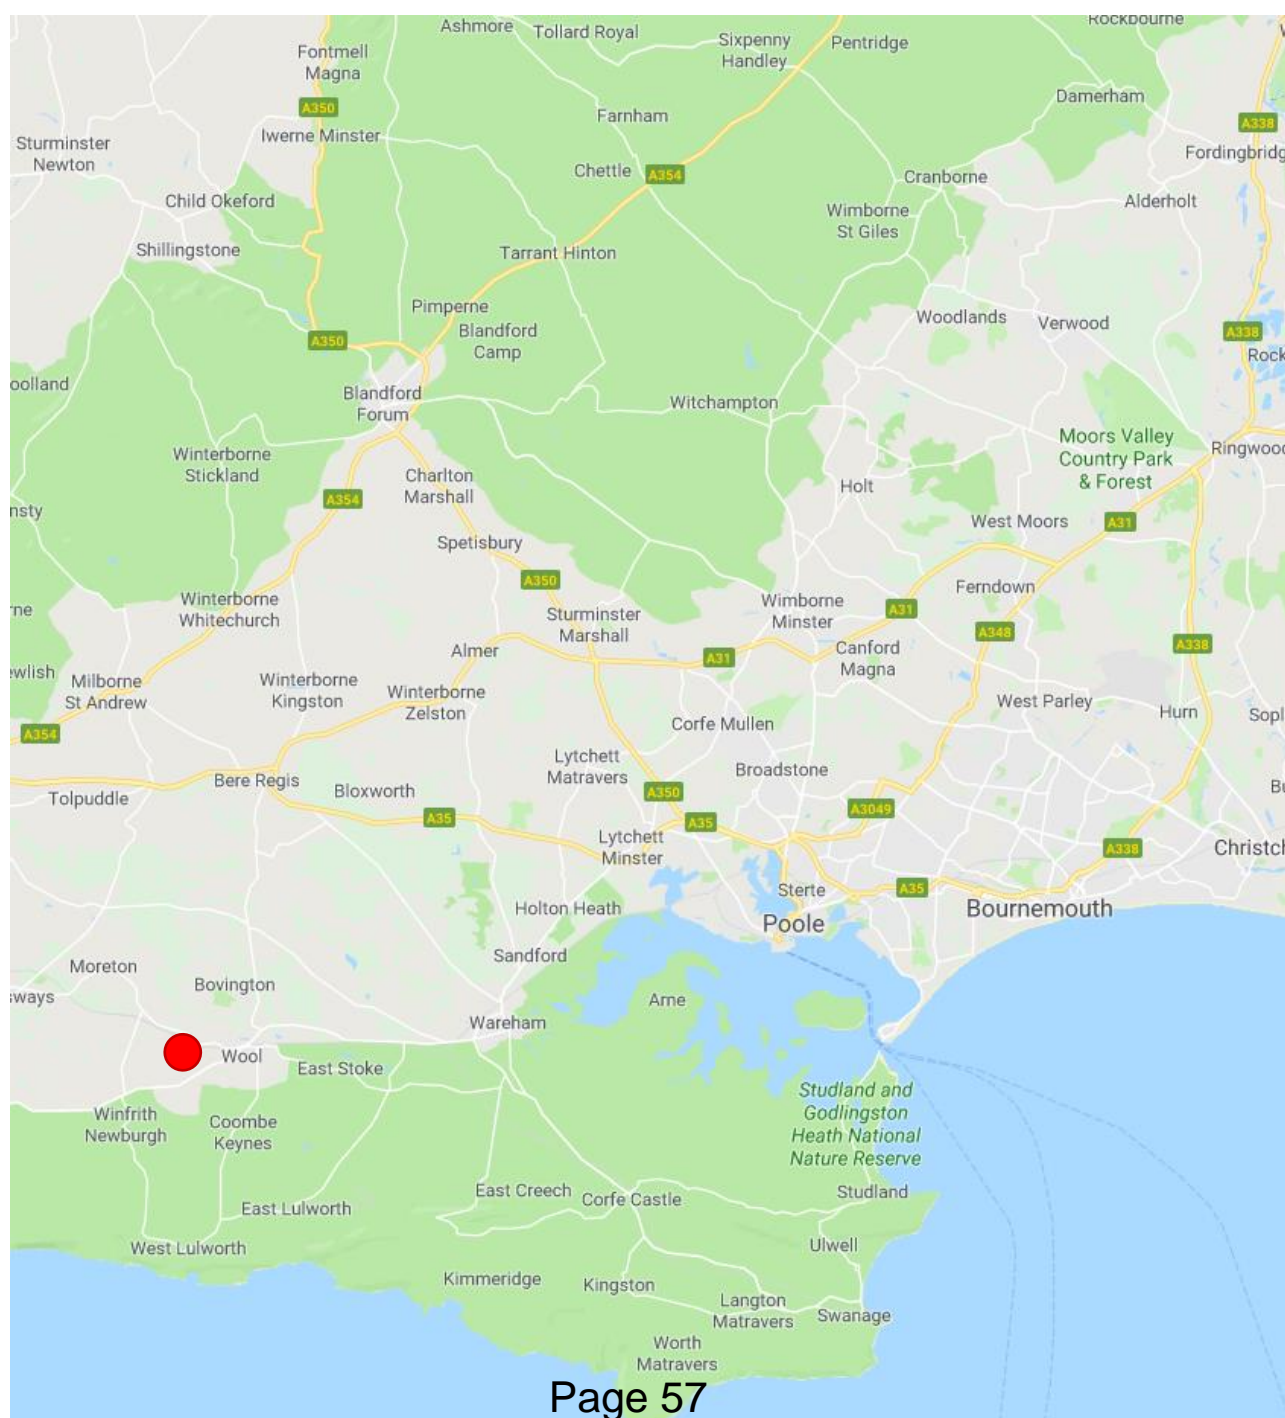 Rockbourne
Ashmore
Tollard Royal
Sixpenny
Handley
Pentridge
Fontmell
Magna
Damerham
A350
Farnham
A338
Iwerne Minster
Sturminster
Newton
Fordingbridg
Chettle
A354
Cranborne
Child Okeford
Alderholt
Wimborne
St Giles
Shillingstone
Tarrant Hinton
Pimperne
Woodlands
Verwood
Blandford
Camp
A350
A338
Rock
oolland
Blandford
Forum
Witchampton
Moors Valley
Country Park
& Forest
Ringwood
Winterborne
Stickland
Charlton
Marshall
Holt
A354
nsty
West Moors
A31
Spetisbury
A350
Ferndown
rne
Winterborne
Whitechurch
Sturminster
Marshall
Wimborne
Minster
A31
A348
A338
Almer
A31
Canford
Magna
ewlish
Milborne
St Andrew
Winterborne
Kingston
Winterborne
Zelston
West Parley
Hurn
Sopl
Corfe Mullen
A354
Lytchett
Matravers
Broadstone
Bere Regis
Bloxworth
A350
Bu
Tolpuddle
A3049
A35
A35
Lytchett
Minster
A338
Christch
Sterte
A35
Holton Heath
Poole
Bournemouth
Sandford
Moreton
Bovington
sways
Arne
Wareham
Wool
East Stoke
Studland and
Godlingston
Heath National
Nature Reserve
Winfrith
Newburgh
Coombe
Keynes
East Creech
Corfe Castle
Studland
East Lulworth
West Lulworth
Ulwell
Kimmeridge
Kingston
Langton
Matravers
Swanage
Worth
Matravers
Page 57